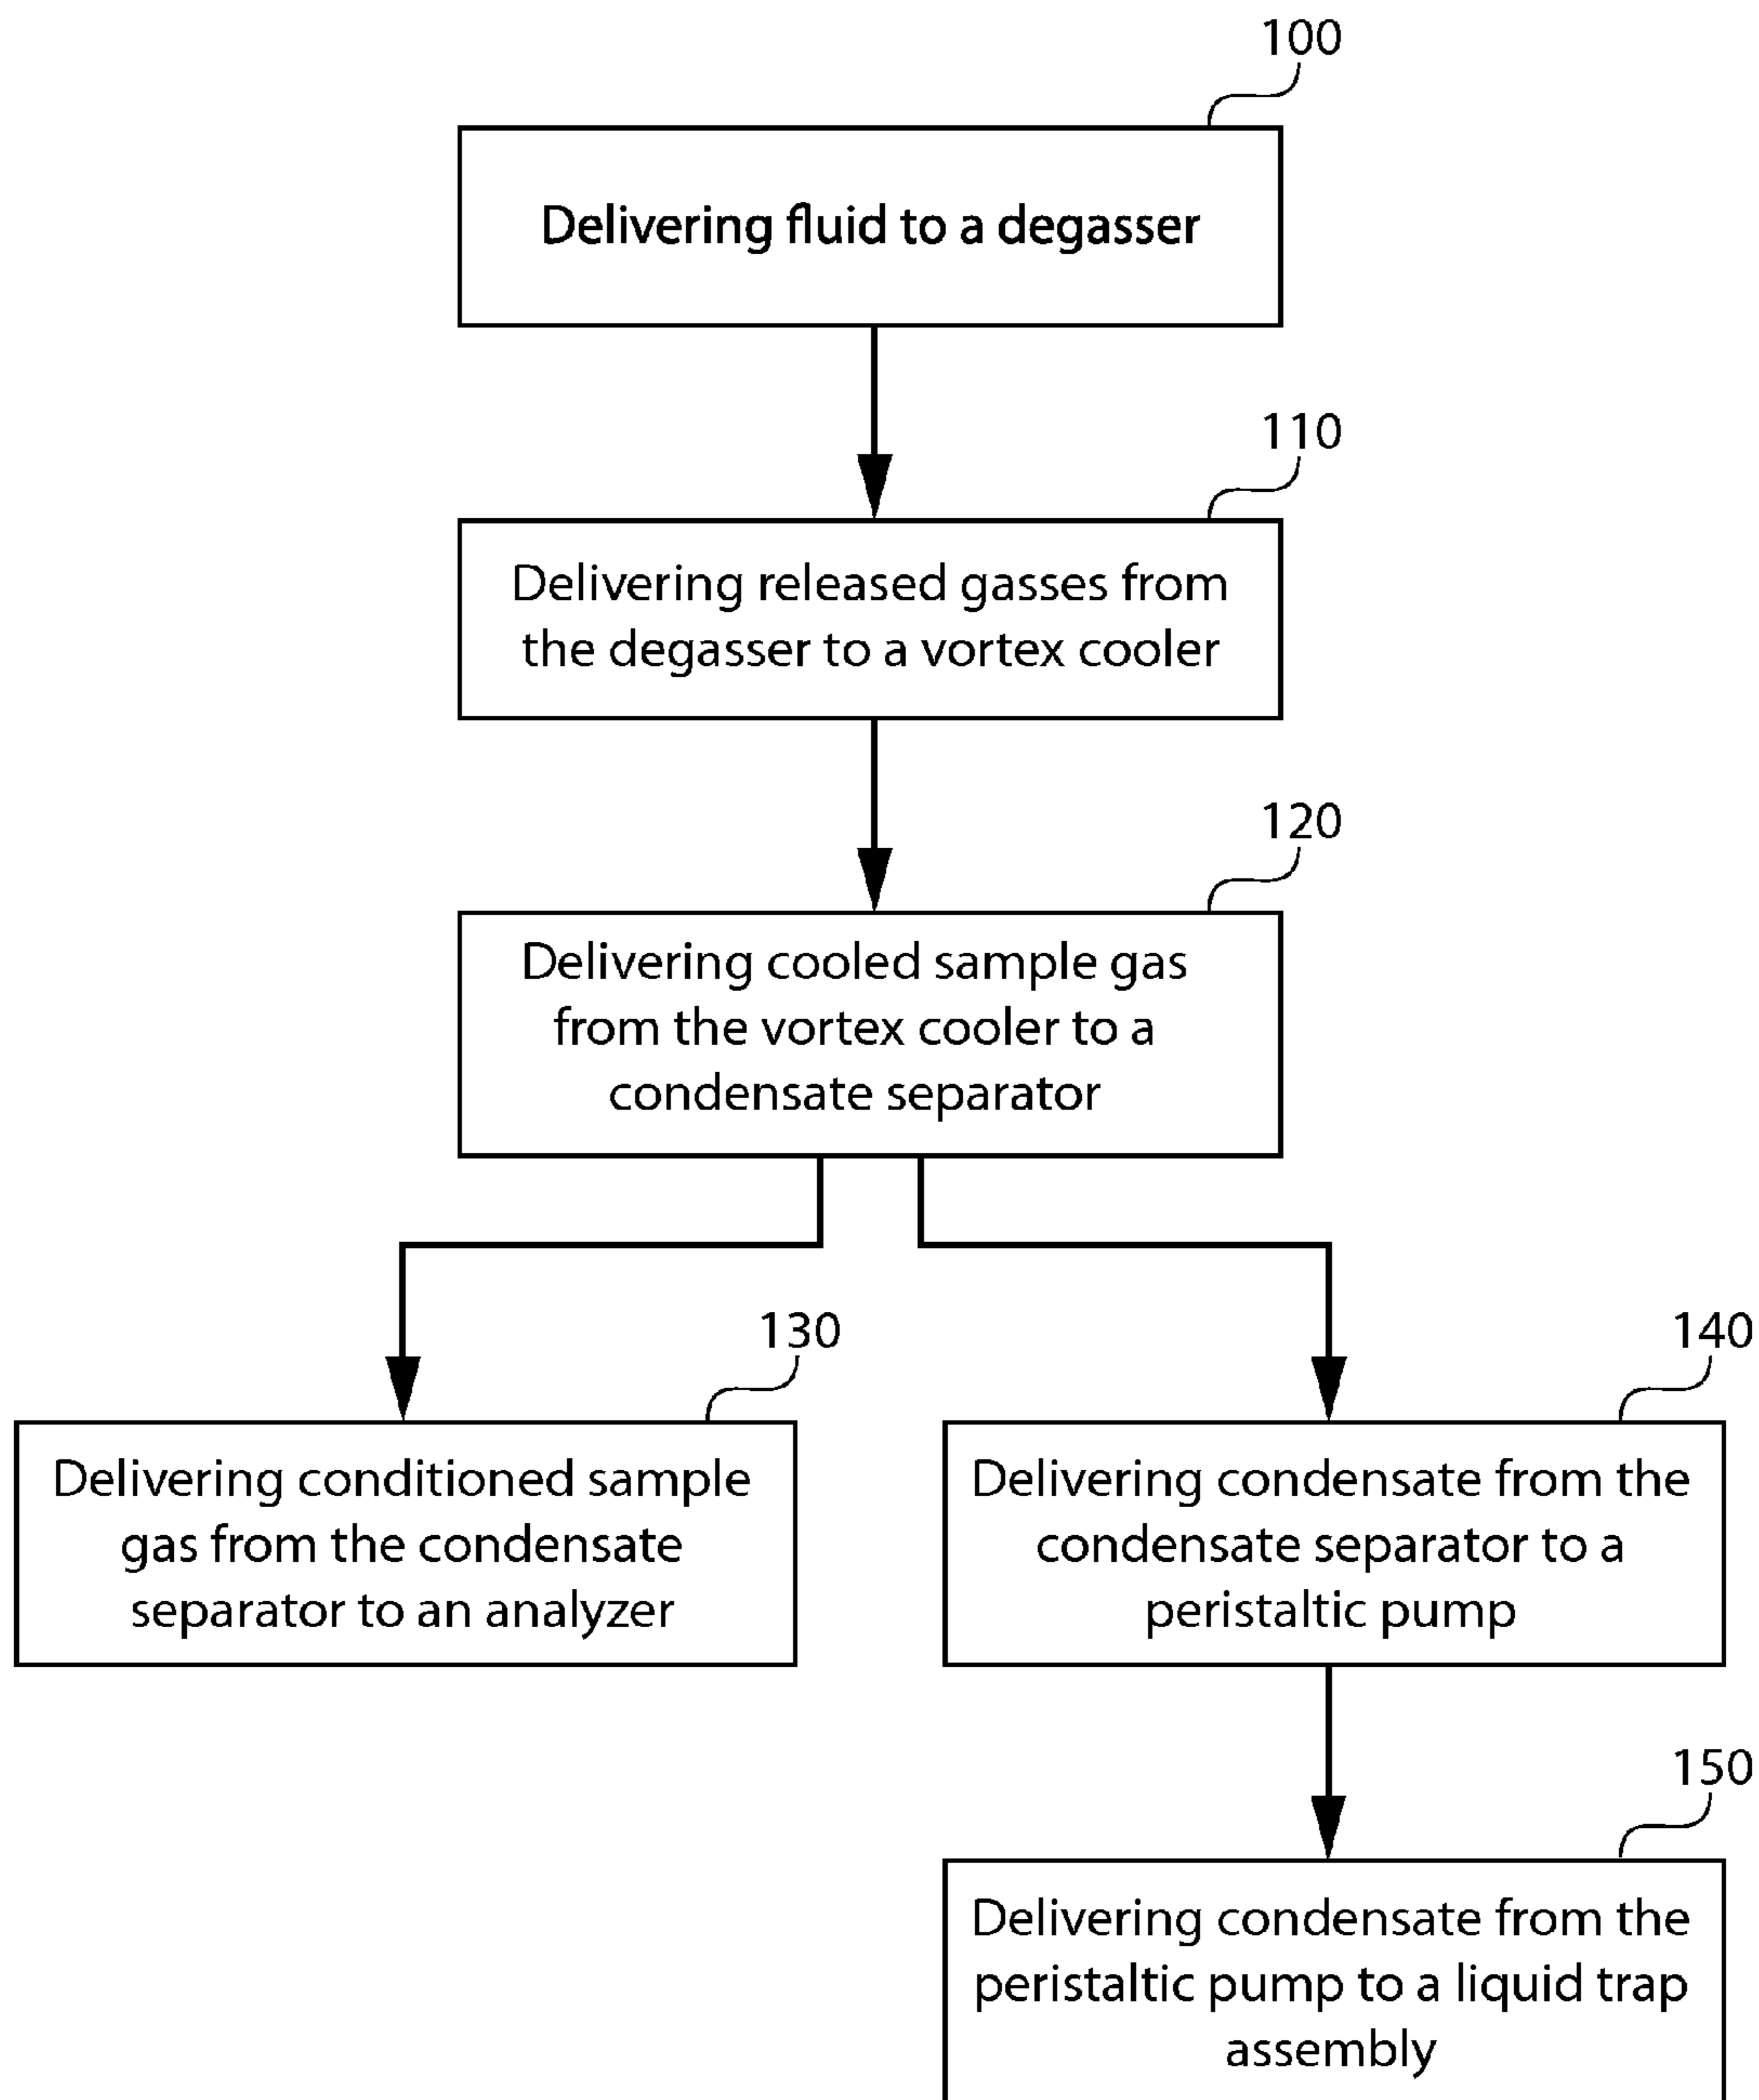 100
Delivering fluid to a degasser
110
Delivering released gasses from
the degasser to a vortex cooler
120
Delivering cooled sample gas
from the vortex cooler to a
condensate separator
130
Delivering conditioned sample
gas from the condensate
separator to an analyzer
140
Delivering condensate from the
condensate separator to a
peristaltic pump
150
Delivering condensate from the
peristaltic pump to a liquid trap
assembly